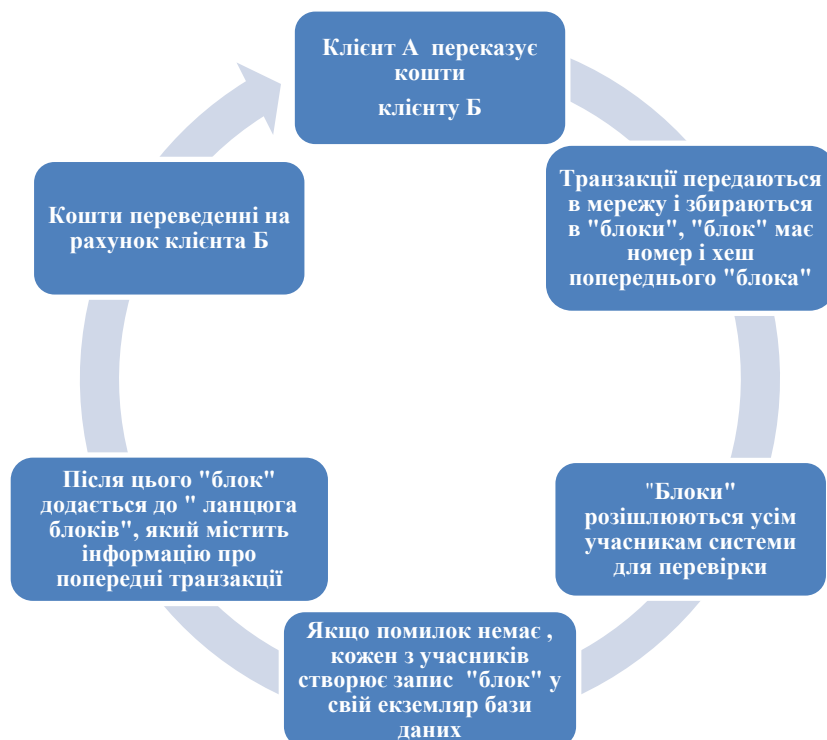 Клієнт А переказує
кошти
клієнту Б
Транзакції передаються
в мережу і збираються
в "блоки", "блок" має
номер і хеш
попереднього "блока"
"Блоки"
розішлюються усім
учасникам системи
для перевірки
Якщо помилок немає ,
кожен з учасників
створює запис "блок" у
свій екземляр бази
даних
Після цього "блок"
додається до " ланцюга
блоків", який містить
інформацію про
попередні транзакції
Кошти переведенні на
рахунок клієнта Б